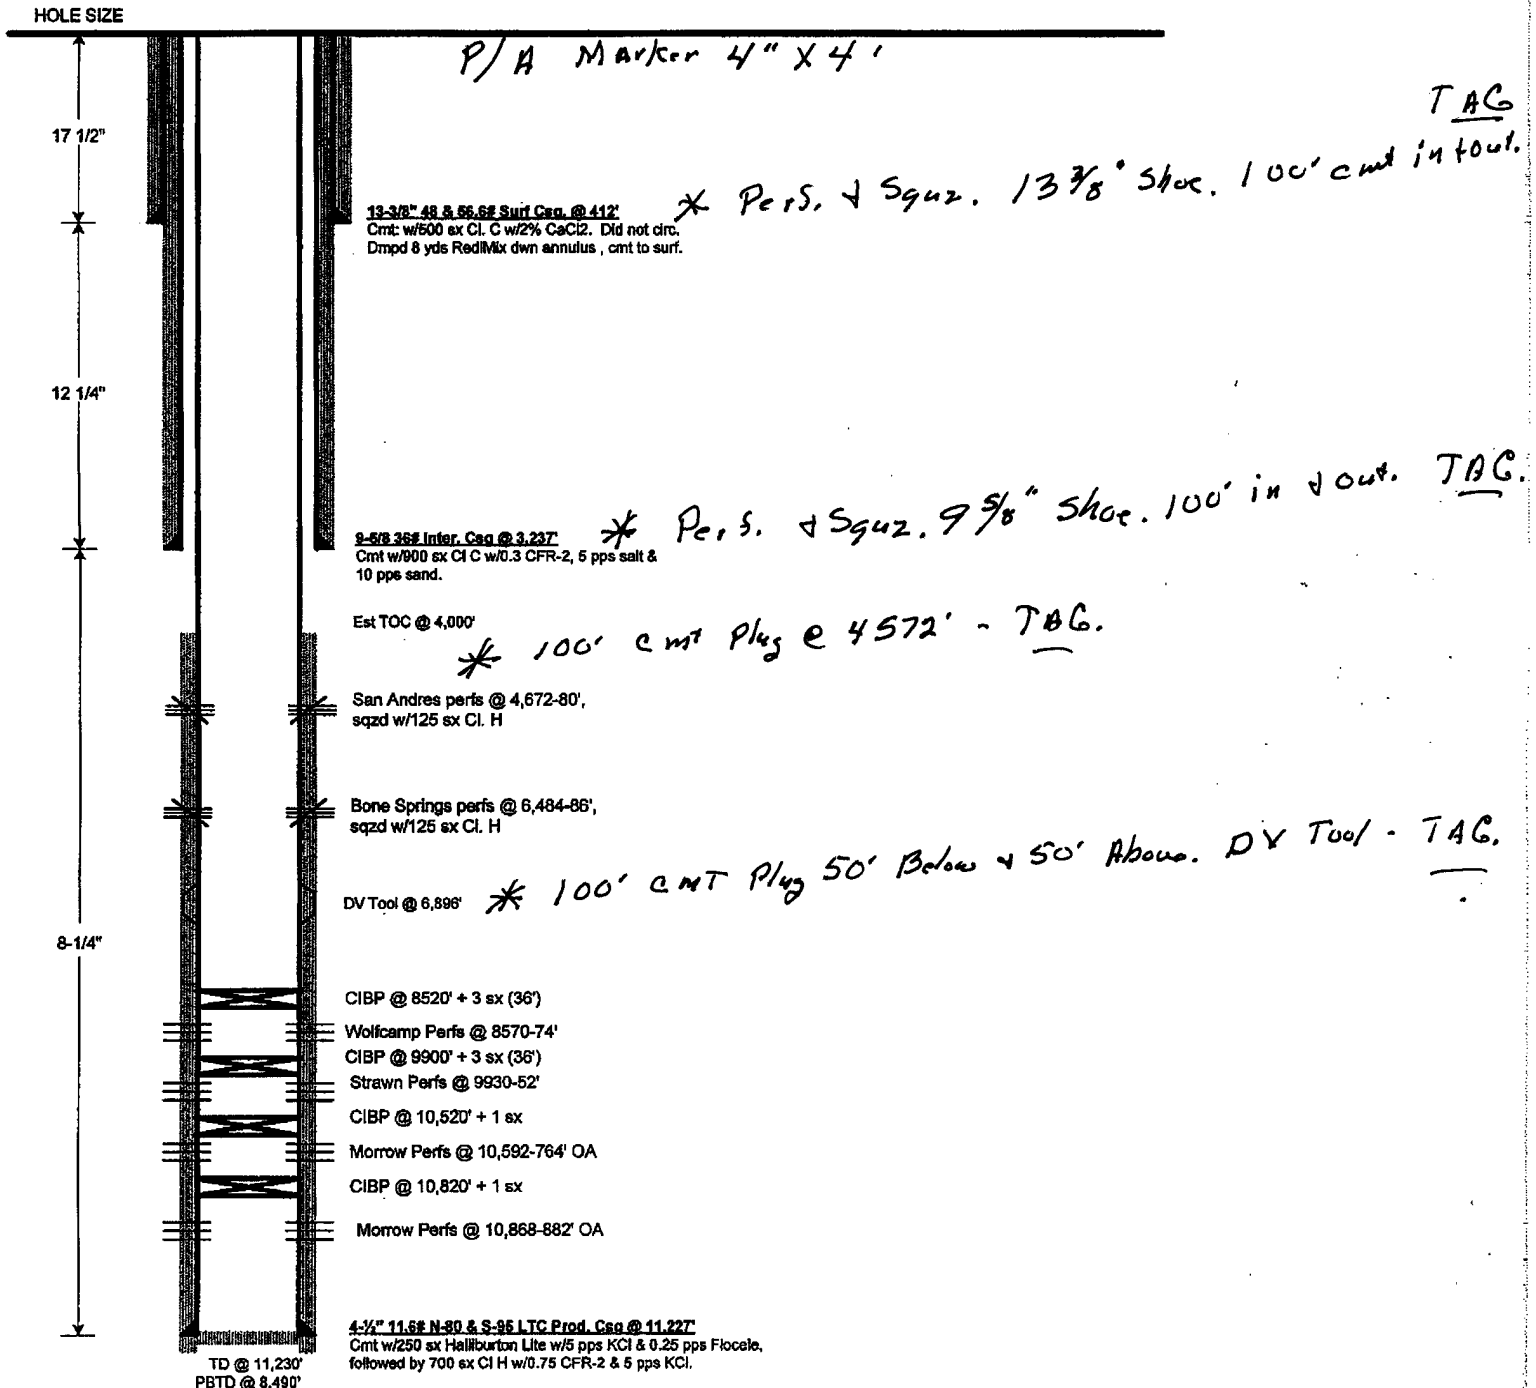 HOLE SIZE
P/A Marker 4" X 4'
TAG
17 1/2"
* Perf. & Sqnz. 13 3/8" Shoe. 100' cmt in & out.
13-3/8" 48 & 56.6# Surf Csg. @ 412'
Cmt: w/500 sx Cl. C w/2% CaCl2. Did not circ.
Dmpd 8 yds RediMix dwn annulus , cmt to surf.
12 1/4"
* Perf. & Sqnz. 9 5/8" Shoe. 100' in & out. TAG.
9-5/8 36# Inter. Csg @ 3,237'
Cmt w/900 sx Cl C w/0.3 CFR-2, 5 pps salt &
10 pps sand.
Est TOC @ 4,000'
* 100' cmt Plug @ 4572' - TAG.
San Andres perfs @ 4,672-80',
sqzd w/125 sx Cl. H
Bone Springs perfs @ 6,484-86',
sqzd w/125 sx Cl. H
DV Tool @ 6,896' * 100' CMT Plug 50' Below & 50' Above. DV Tool - TAG.
8-1/4"
CIBP @ 8520' + 3 sx (36')
Wolfcamp Perfs @ 8570-74'
CIBP @ 9900' + 3 sx (36')
Strawn Perfs @ 9930-52'
CIBP @ 10,520' + 1 sx
Morrow Perfs @ 10,592-764' OA
CIBP @ 10,820' + 1 sx
Morrow Perfs @ 10,868-882' OA
4-½" 11.6# N-80 & S-95 LTC Prod. Csg @ 11,227'
Cmt w/250 sx Halliburton Lite w/5 pps KCl & 0.25 pps Flocele,
followed by 700 sx Cl H w/0.75 CFR-2 & 5 pps KCl.
TD @ 11,230'
PBTD @ 8,490'